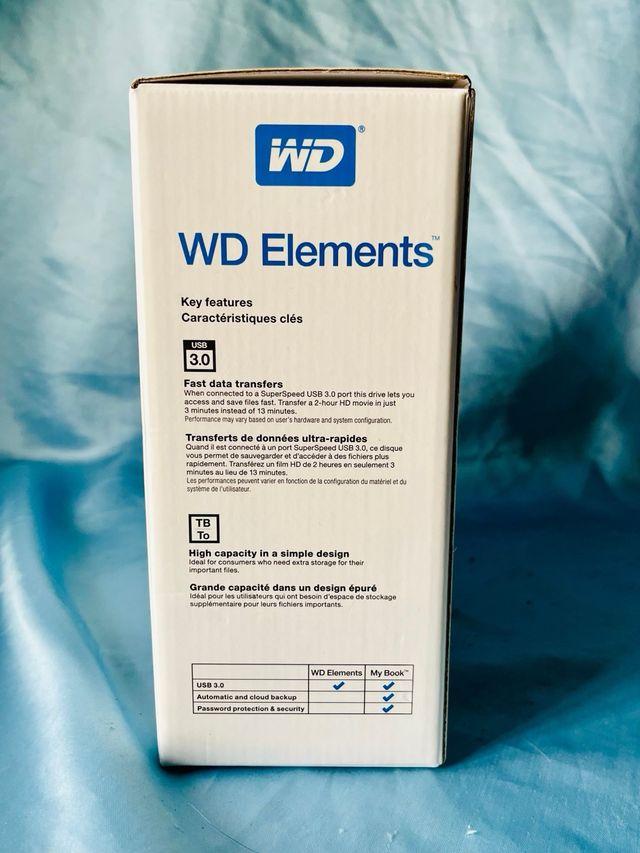 WD®
WD Elements™
Key features
Caractéristiques clés
USB
3.0
Fast data transfers
When connected to a SuperSpeed USB 3.0 port this drive lets you
access and save files fast. Transfer a 2-hour HD movie in just
3 minutes instead of 13 minutes.
Performance may vary based on user's hardware and system configuration.
Transferts de données ultra-rapides
Quand il est connecté à un port SuperSpeed USB 3.0, ce disque
vous permet de sauvegarder et d'accéder à des fichiers plus
rapidement. Transférez un film HD de 2 heures en seulement 3
minutes au lieu de 13 minutes.
Les performances peuvent varier en fonction de la configuration du matériel et du
système de l'utilisateur.
TB
To
High capacity in a simple design
Ideal for consumers who need extra storage for their
important files.
Grande capacité dans un design épuré
Idéal pour les utilisateurs qui ont besoin d'espace de stockage
supplémentaire pour leurs fichiers importants.
WD Elements My Book™
USB 3.0 ✔ ✔
Automatic and cloud backup ✔
Password protection & security ✔